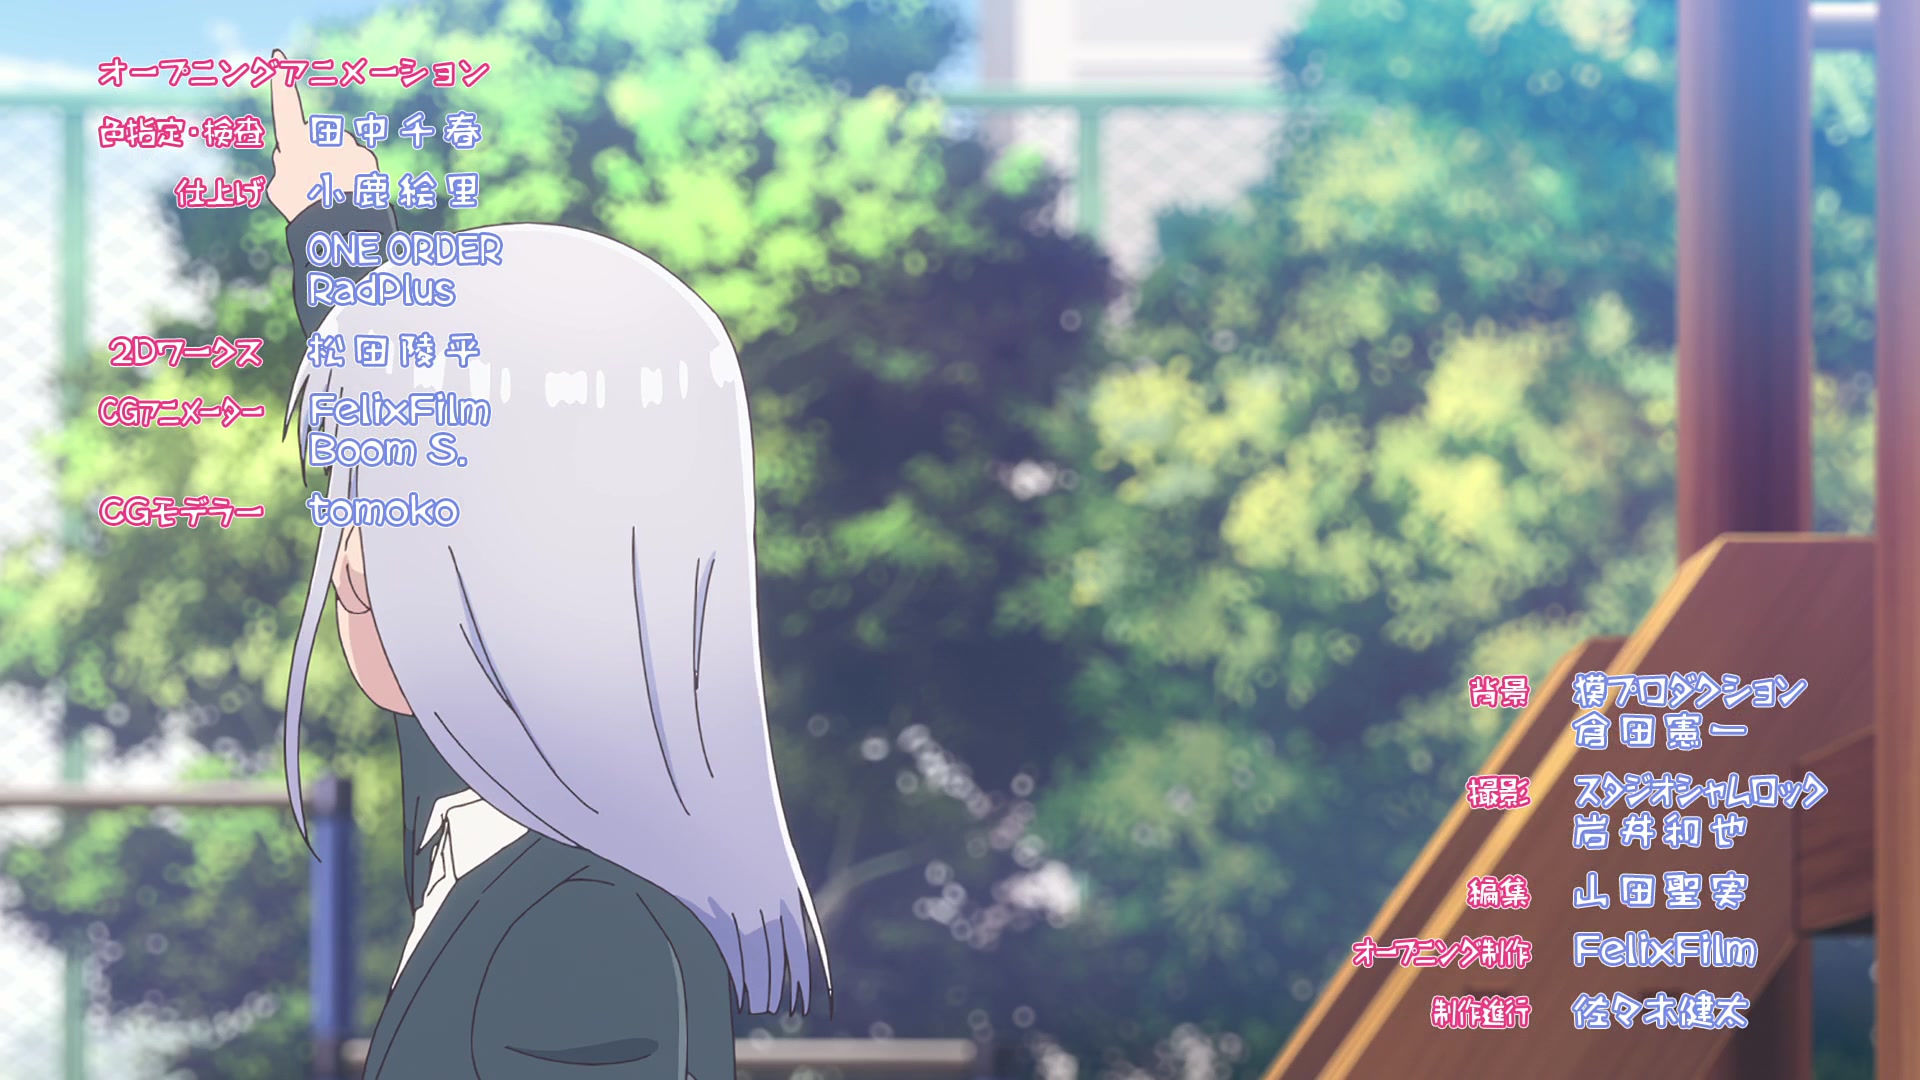 オープニングアニメーション
色指定・検査 田中千春
仕上げ 小鹿絵里
ONE ORDER
RadPlus
2Dワークス 松田陵平
CGアニメーター FelixFilm
Boom S.
CGモデラー tomoko
背景 獏プロダクション
倉田憲一
撮影 スタジオシャムロック
岩井和也
編集 山田聖実
オープニング制作 FelixFilm
制作進行 佐々木健太